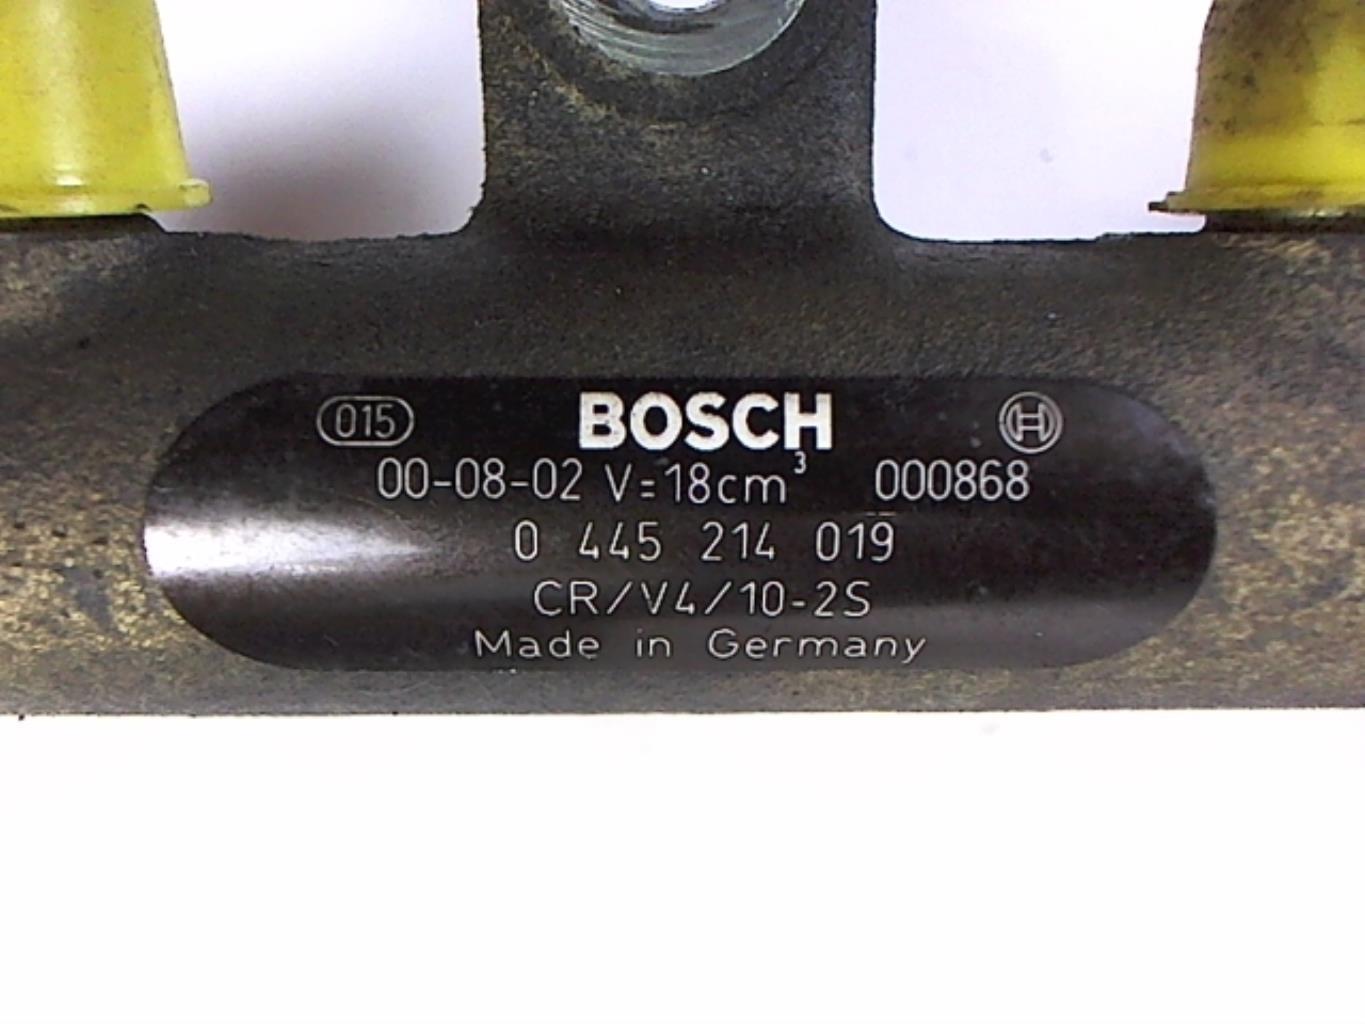 015 BOSCH H
00-08-02 V=18cm³ 000868
0 445 214 019
CR/V4/10-2S
Made in Germany